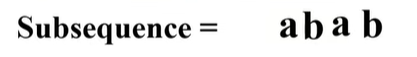 Subsequence = a b a b